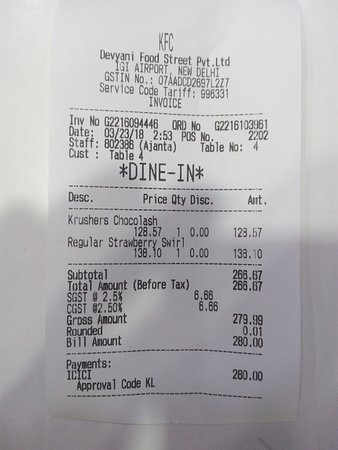 KFC
Devyani Food Street Pvt.Ltd
IGI AIRPORT, NEW DELHI
GSTIN No.: 07AADCD2697L2Z7
Service Code Tariff: 996331
INVOICE
Inv No G2216094446 ORD No G2216103961
Date: 03/23/18 2:53 POS No. 2202
Staff: 802386 (Ajanta) Table No: 4
Cust : Table 4
*DINE-IN*
Desc. Price Qty Disc. Amt.
Krushers Chocolash
128.57 1 0.00 128.57
Regular Strawberry Swirl
138.10 1 0.00 138.10
Subtotal 266.67
Total Amount (Before Tax) 266.67
SGST @ 2.5% 6.66
CGST @2.50% 6.66
Gross Amount 279.99
Rounded 0.01
Bill Amount 280.00
Payments:
ICICI 280.00
Approval Code KL